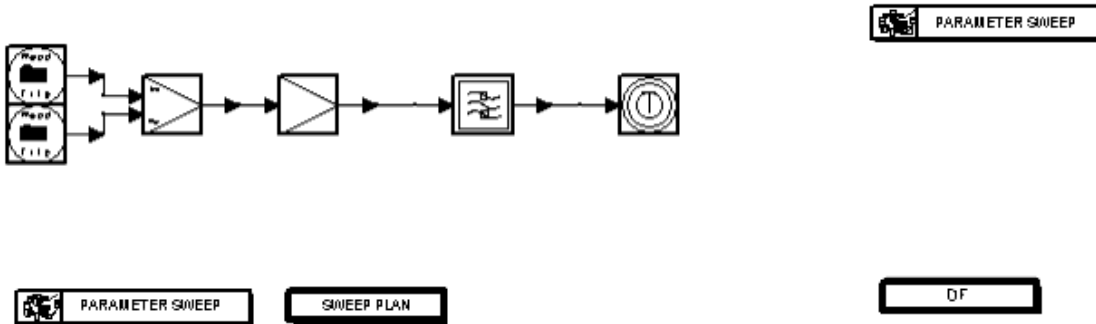 PARAMETER SWEEP
Read
File
Read
File
PARAMETER SWEEP
SWEEP PLAN
DF